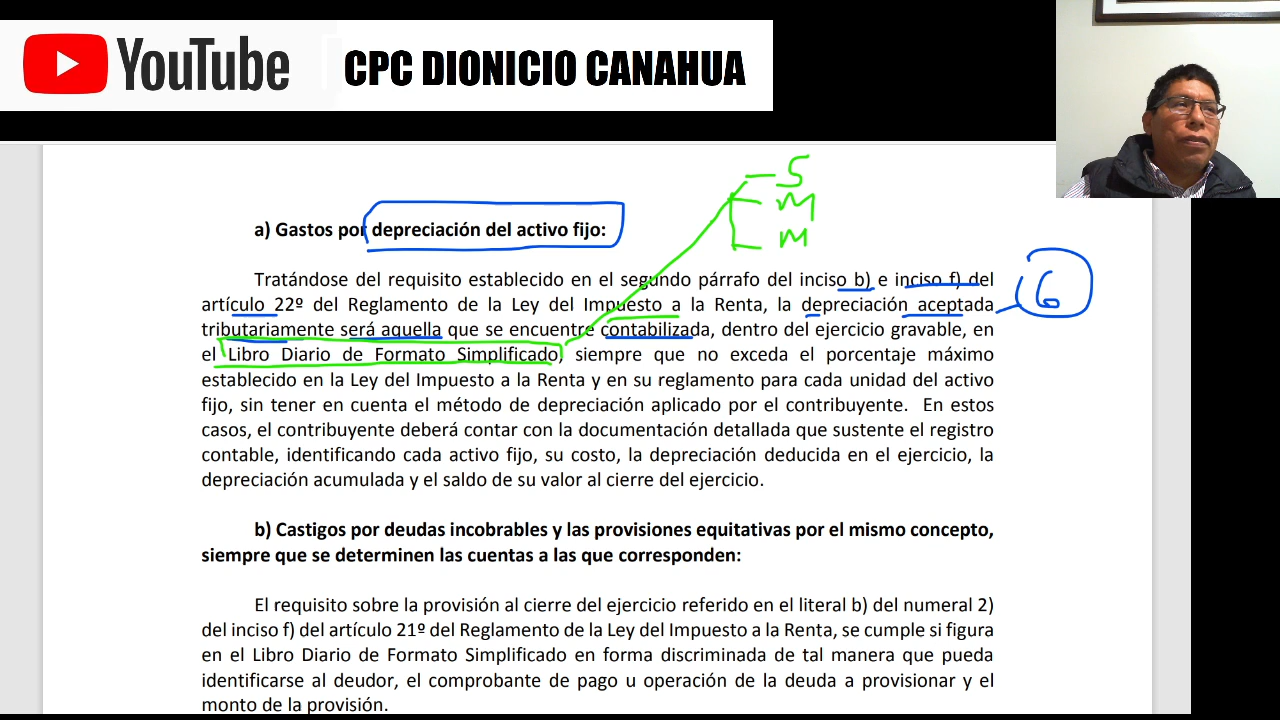 YouTube CPC DIONICIO CANAHUA
S
M
M
a) Gastos por depreciación del activo fijo:
6
Tratándose del requisito establecido en el segundo párrafo del inciso b) e inciso f) del
artículo 22º del Reglamento de la Ley del Impuesto a la Renta, la depreciación aceptada
tributariamente será aquella que se encuentre contabilizada, dentro del ejercicio gravable, en
el Libro Diario de Formato Simplificado, siempre que no exceda el porcentaje máximo
establecido en la Ley del Impuesto a la Renta y en su reglamento para cada unidad del activo
fijo, sin tener en cuenta el método de depreciación aplicado por el contribuyente. En estos
casos, el contribuyente deberá contar con la documentación detallada que sustente el registro
contable, identificando cada activo fijo, su costo, la depreciación deducida en el ejercicio, la
depreciación acumulada y el saldo de su valor al cierre del ejercicio.
b) Castigos por deudas incobrables y las provisiones equitativas por el mismo concepto,
siempre que se determinen las cuentas a las que corresponden:
El requisito sobre la provisión al cierre del ejercicio referido en el literal b) del numeral 2)
del inciso f) del artículo 21º del Reglamento de la Ley del Impuesto a la Renta, se cumple si figura
en el Libro Diario de Formato Simplificado en forma discriminada de tal manera que pueda
identificarse al deudor, el comprobante de pago u operación de la deuda a provisionar y el
monto de la provisión.